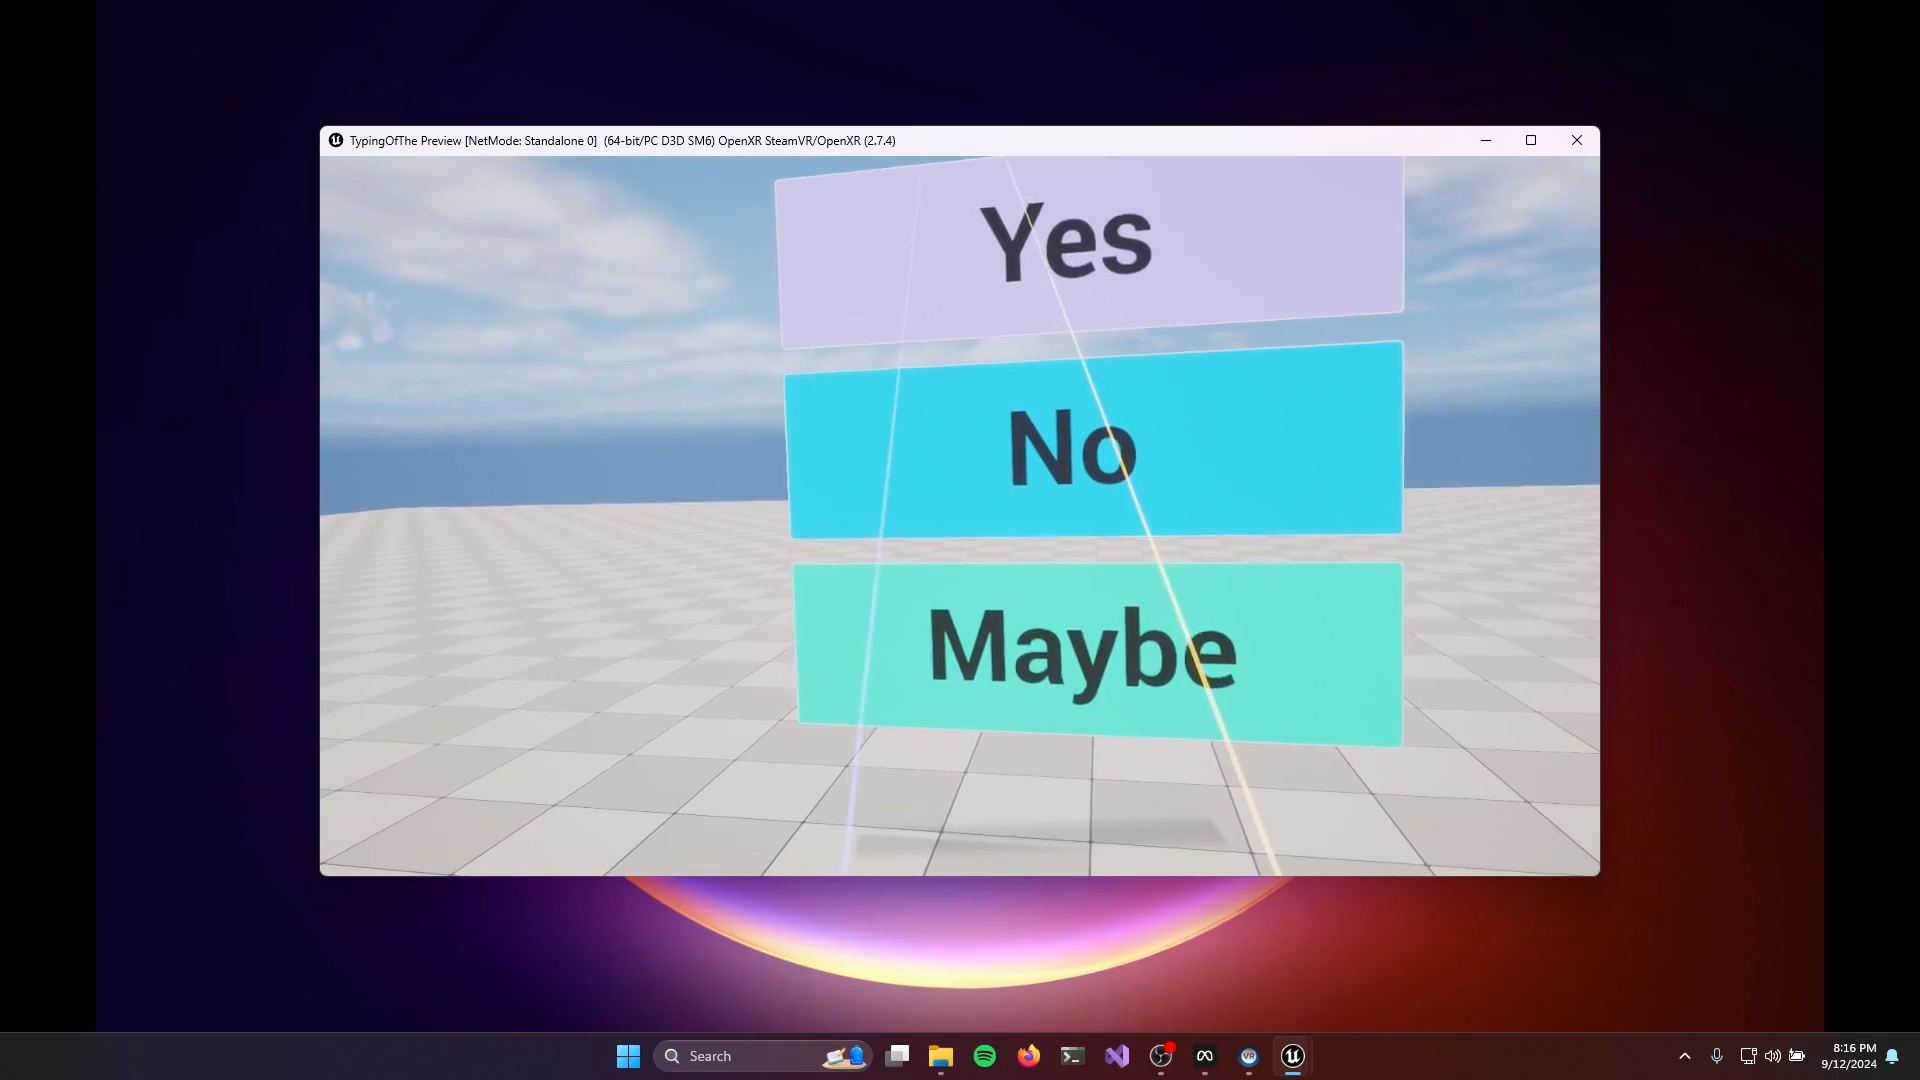 TypingOfThe Preview [NetMode: Standalone 0]  (64-bit/PC D3D SM6) OpenXR SteamVR/OpenXR (2.7.4)
Yes
No
Maybe
Search
VR
8:16 PM
9/12/2024